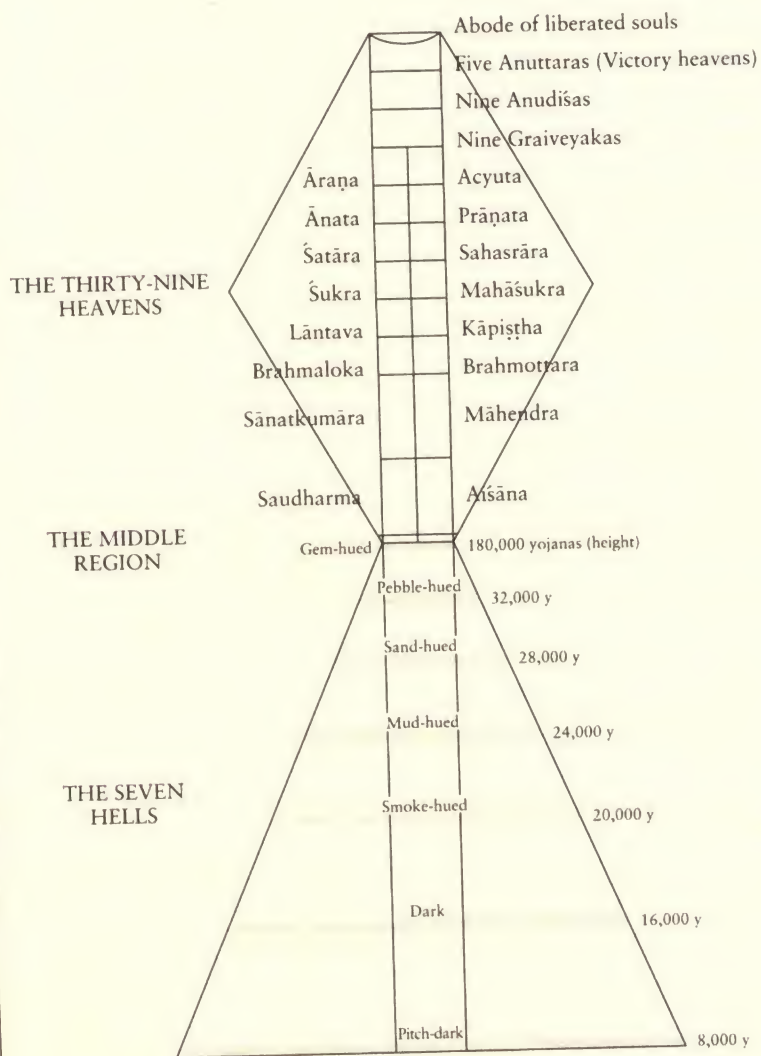 Abode of liberated souls
Five Anuttaras (Victory heavens)
Nine Anudiśas
Nine Graiveyakas
Āraṇa
Acyuta
Ānata
Prāṇata
Śatāra
Sahasrāra
THE THIRTY-NINE
HEAVENS
Śukra
Mahāśukra
Lāntava
Kāpiṣṭha
Brahmaloka
Brahmottara
Sānatkumāra
Māhendra
Saudharma
Aiśāna
THE MIDDLE
REGION
Gem-hued
180,000 yojanas (height)
Pebble-hued
32,000 y
Sand-hued
28,000 y
Mud-hued
24,000 y
THE SEVEN
HELLS
Smoke-hued
20,000 y
Dark
16,000 y
Pitch-dark
8,000 y